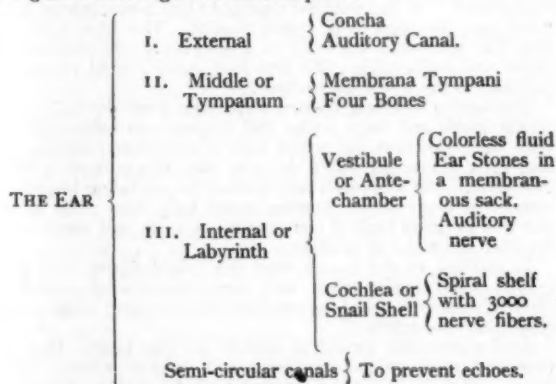 Concha
I. External
Auditory Canal.
II. Middle or
Tympanum
Membrana Tympani
Four Bones
THE EAR
III. Internal or
Labyrinth
Vestibule
or Ante-
chamber
Colorless fluid
Ear Stones in
a membran-
ous sack.
Auditory
nerve
Cochlea or
Snail Shell
Spiral shelf
with 3000
nerve fibers.
Semi-circular canals
To prevent echoes.